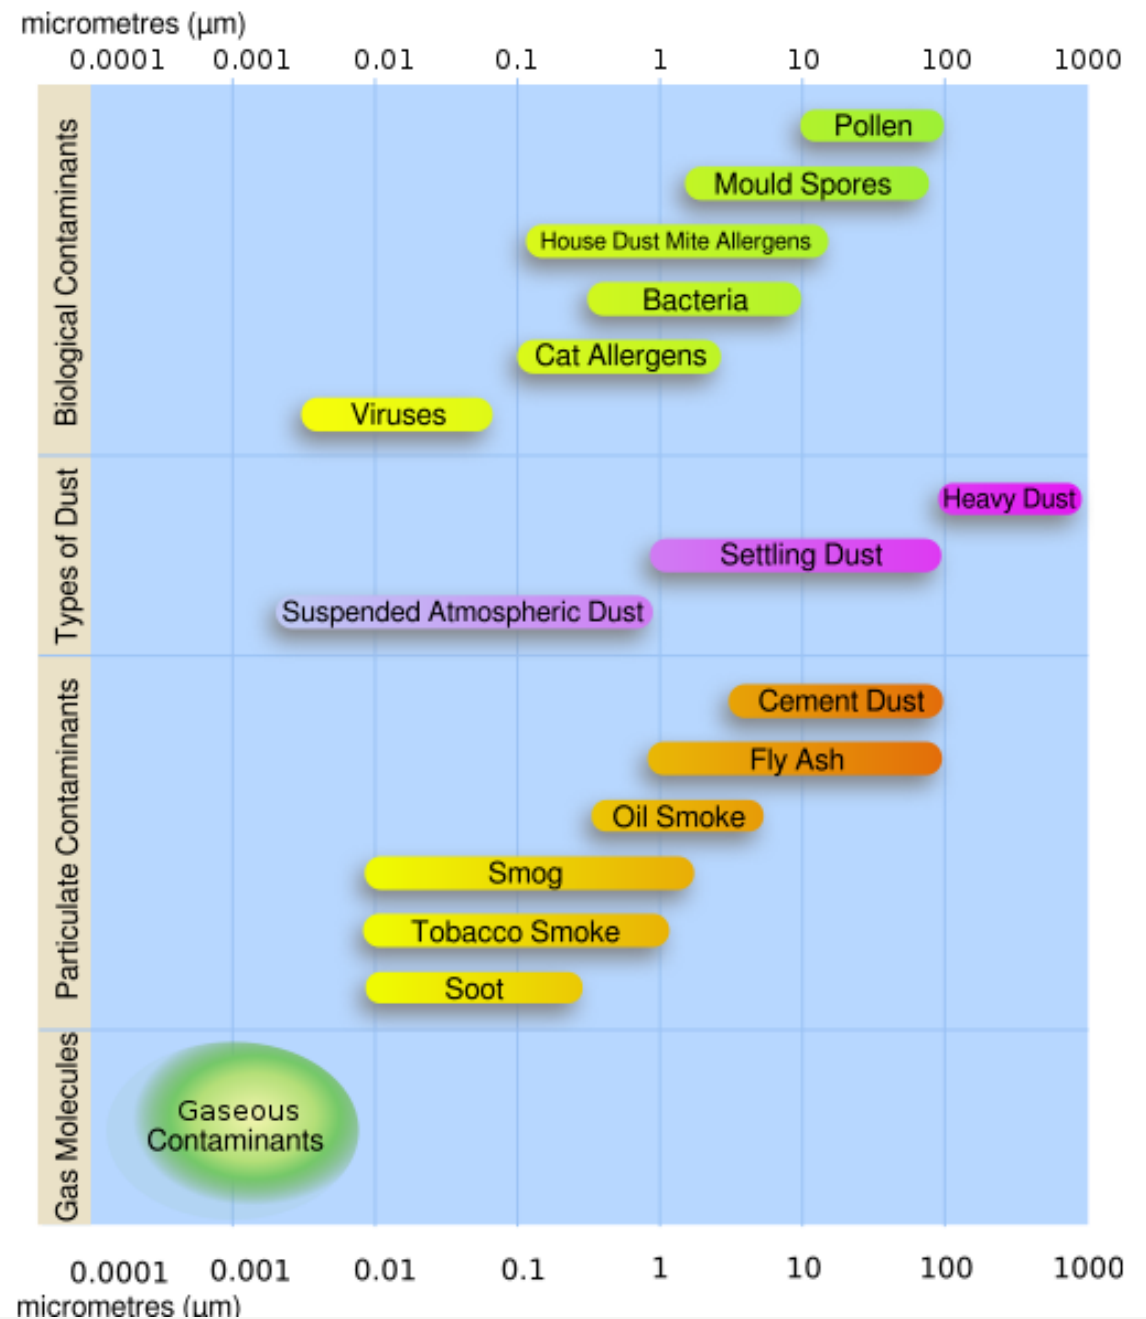 micrometres (µm)
0.0001 0.001 0.01 0.1 1 10 100 1000
Biological Contaminants
Pollen
Mould Spores
House Dust Mite Allergens
Bacteria
Cat Allergens
Viruses
Types of Dust
Heavy Dust
Settling Dust
Suspended Atmospheric Dust
Particulate Contaminants
Cement Dust
Fly Ash
Oil Smoke
Smog
Tobacco Smoke
Soot
Gas Molecules
Gaseous
Contaminants
0.0001 0.001 0.01 0.1 1 10 100 1000
micrometres (µm)